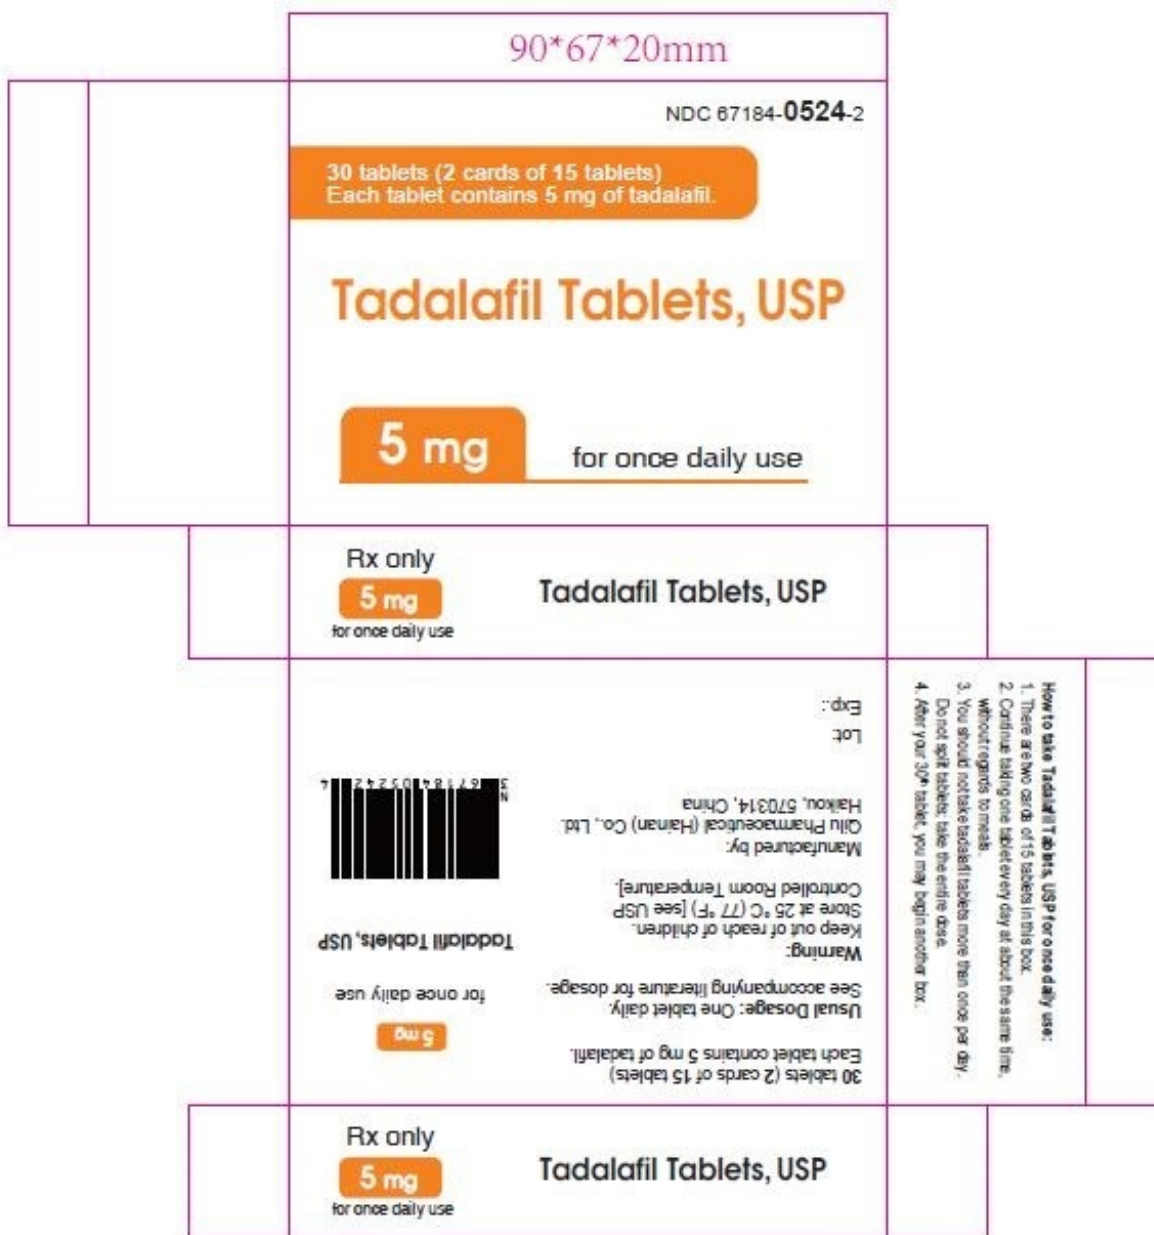 90*67*20mm
NDC 67184-0524-2
30 tablets (2 cards of 15 tablets)
Each tablet contains 5 mg of tadalafil.
Tadalafil Tablets, USP
5 mg
for once daily use
Rx only
5 mg
for once daily use
Tadalafil Tablets, USP
30 tablets (2 cards of 15 tablets)
Each tablet contains 5 mg of tadalafil.
Usual Dosage: One tablet daily.
See accompanying literature for dosage.
Warning:
Keep out of reach of children.
Store at 25 °C (77 °F) [see USP
Controlled Room Temperature].
Manufactured by:
Qilu Pharmaceutical (Hainan) Co., Ltd.
Haikou, 570314, China
Lot:
Exp.:
5 mg
for once daily use
Tadalafil Tablets, USP
N
3 67184 05242 4
How to take Tadalafil Tablets, USP for once daily use:
1. There are two cards of 15 tablets in this box.
2. Continue taking one tablet every day at about the same time,
without regards to meals.
3. You should not take tadalafil tablets more than once per day.
Do not split tablets; take the entire dose.
4. After your 30th tablet, you may begin another box.
Rx only
5 mg
for once daily use
Tadalafil Tablets, USP